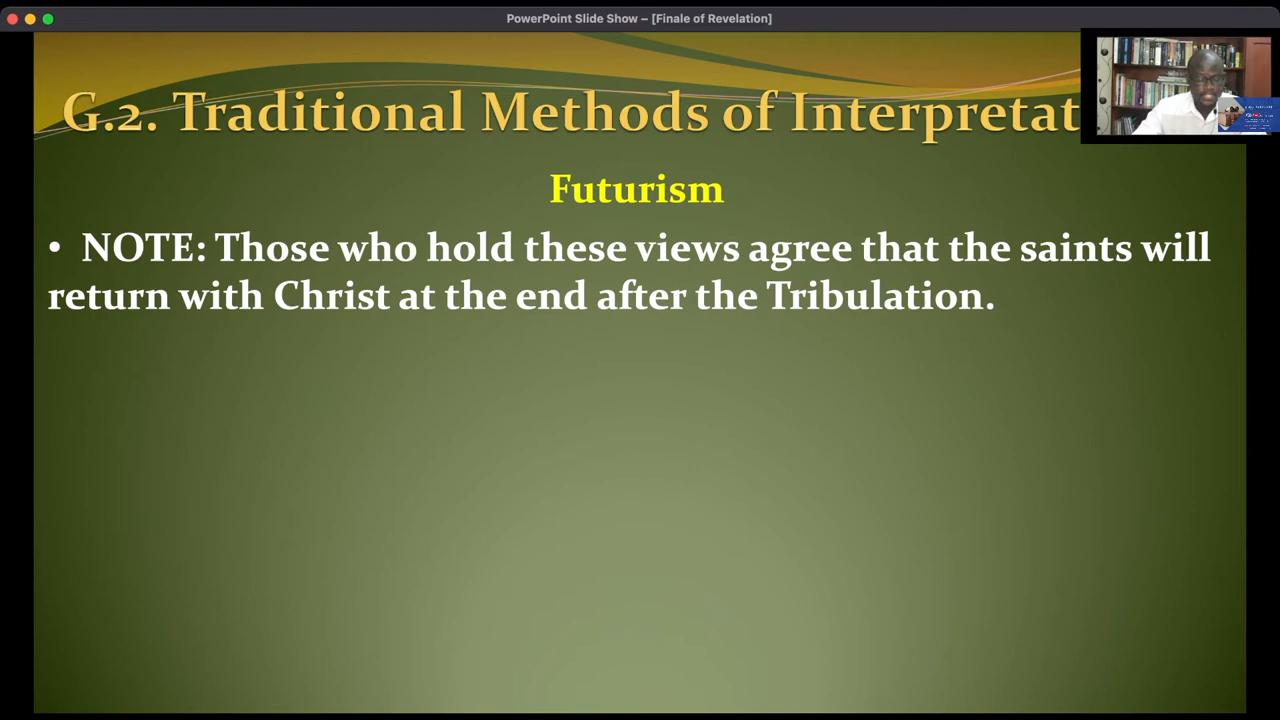 PowerPoint Slide Show – [Finale of Revelation]
G.2. Traditional Methods of Interpretat
Futurism
• NOTE: Those who hold these views agree that the saints will
return with Christ at the end after the Tribulation.